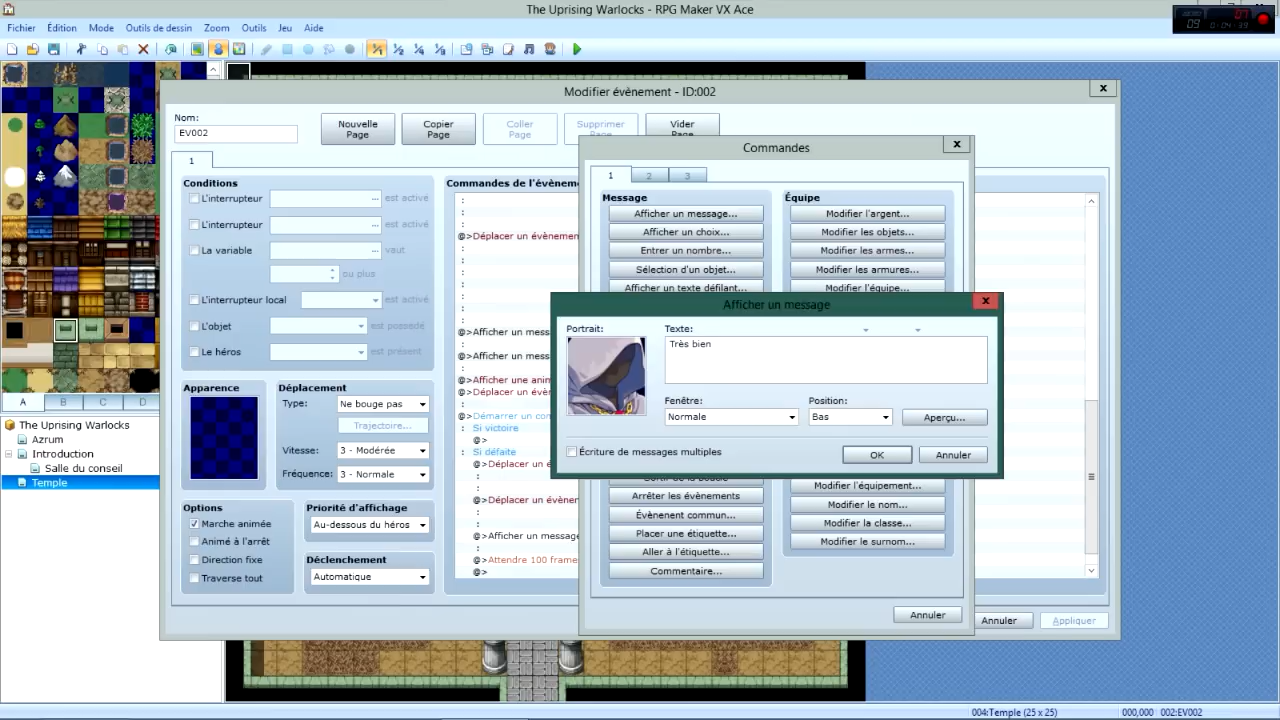 The Uprising Warlocks - RPG Maker VX Ace
Fichier Édition Mode Outils de dessin Zoom Outils Jeu Aide
Modifier évènement - ID:002
Nom:
EV002
Nouvelle Page
Copier Page
Coller Page
Supprimer Page
Vider Page
1
Conditions
L'interrupteur ... est activé
L'interrupteur ... est activé
La variable ... vaut
ou plus
L'interrupteur local est activé
L'objet est possédé
Le héros est présent
Apparence
Déplacement
Type: Ne bouge pas
Trajectoire...
Vitesse: 3 - Modérée
Fréquence: 3 - Normale
Options
Marche animée
Animé à l'arrêt
Direction fixe
Traverse tout
Priorité d'affichage
Au-dessous du héros
Déclenchement
Automatique
Commandes de l'évèneme
:
@>Déplacer un évènemen
:
@>Afficher un mess
@>Afficher un mess
@>Afficher une anim
@>Déplacer un évè
@>Démarrer un com
: Si victoire
@>
: Si défaite
@>Déplacer un é
:
@>Déplacer un évènen
:
@>Afficher un message
:
@>Attendre 100 frame
@>
Annuler
Appliquer
Commandes
1 2 3
Message
Afficher un message...
Afficher un choix...
Entrer un nombre...
Sélection d'un objet...
Afficher un texte défilant...
Sortir de la boucle
Arrêter les évènements
Évènenent commun...
Placer une étiquette...
Aller à l'étiquette...
Commentaire...
Équipe
Modifier l'argent...
Modifier les objets...
Modifier les armes...
Modifier les armures...
Modifier l'équipe...
Modifier l'équipement...
Modifier le nom...
Modifier la classe...
Modifier le surnom...
Annuler
Afficher un message
Portrait:
Texte:
Très bien
Fenêtre:
Normale
Position:
Bas
Aperçu...
Écriture de messages multiples
OK
Annuler
A B C D
The Uprising Warlocks
Azrum
Introduction
Salle du conseil
Temple
004:Temple (25 x 25) 000,000 002:EV002